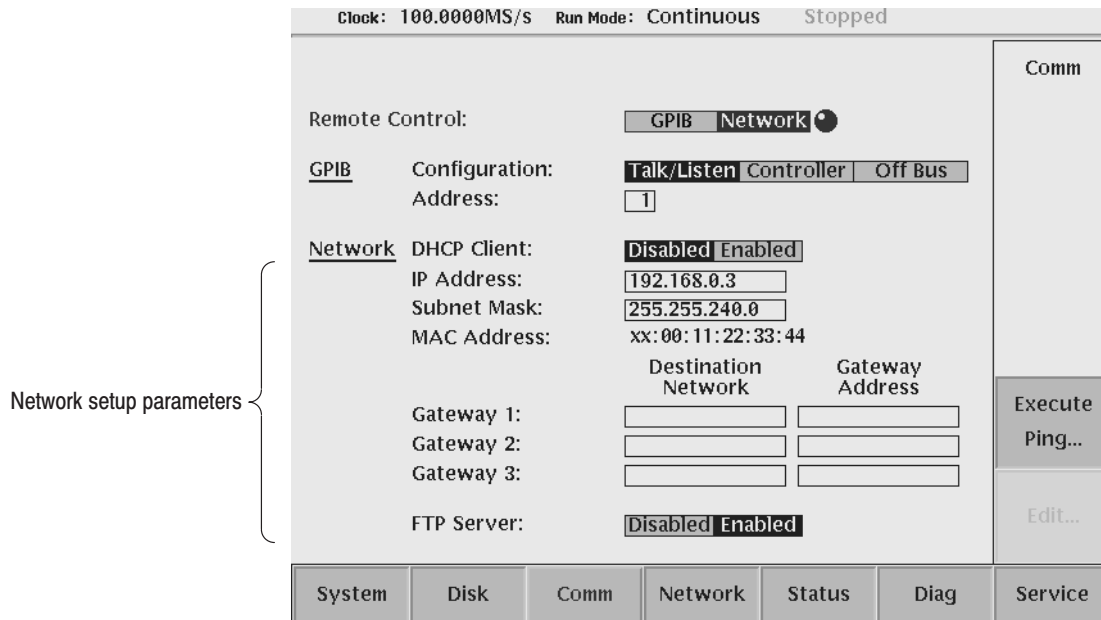 Clock: 100.0000MS/s Run Mode: Continuous Stopped
Comm
Remote Control: GPIB Network
GPIB Configuration: Talk/Listen Controller Off Bus
Address: 1
Network DHCP Client: Disabled Enabled
IP Address: 192.168.0.3
Subnet Mask: 255.255.240.0
MAC Address: xx:00:11:22:33:44
Destination Network Gateway Address
Network setup parameters
Gateway 1:
Gateway 2:
Gateway 3:
Execute Ping...
FTP Server: Disabled Enabled
Edit...
System Disk Comm Network Status Diag Service